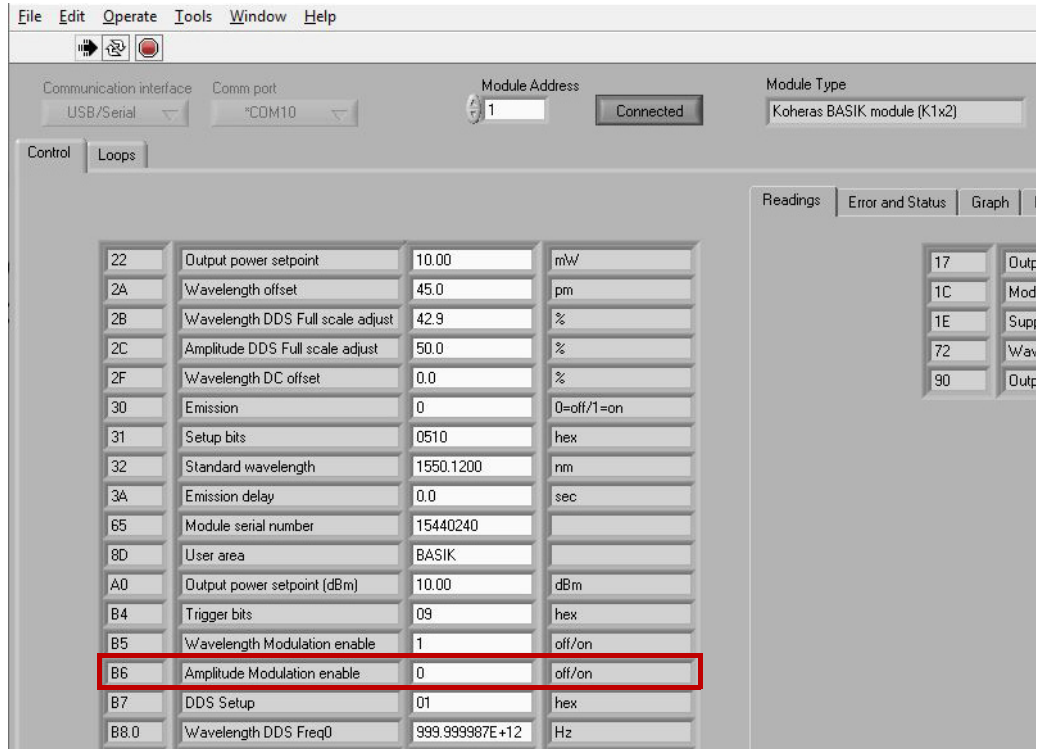 File Edit Operate Tools Window Help
Communication interface Comm port Module Address Module Type
USB/Serial *COM10 1 Connected Koheras BASIK module (K1x2)
Control Loops
Readings Error and Status Graph
22 Output power setpoint 10.00 mW
2A Wavelength offset 45.0 pm
2B Wavelength DDS Full scale adjust 42.9 %
2C Amplitude DDS Full scale adjust 50.0 %
2F Wavelength DC offset 0.0 %
30 Emission 0 0=off/1=on
31 Setup bits 0510 hex
32 Standard wavelength 1550.1200 nm
3A Emission delay 0.0 sec
65 Module serial number 15440240
8D User area BASIK
A0 Output power setpoint (dBm) 10.00 dBm
B4 Trigger bits 09 hex
B5 Wavelength Modulation enable 1 off/on
B6 Amplitude Modulation enable 0 off/on
B7 DDS Setup 01 hex
B8.0 Wavelength DDS Freq0 999.999987E+12 Hz
17 Outp
1C Mod
1E Supp
72 Wav
90 Outp